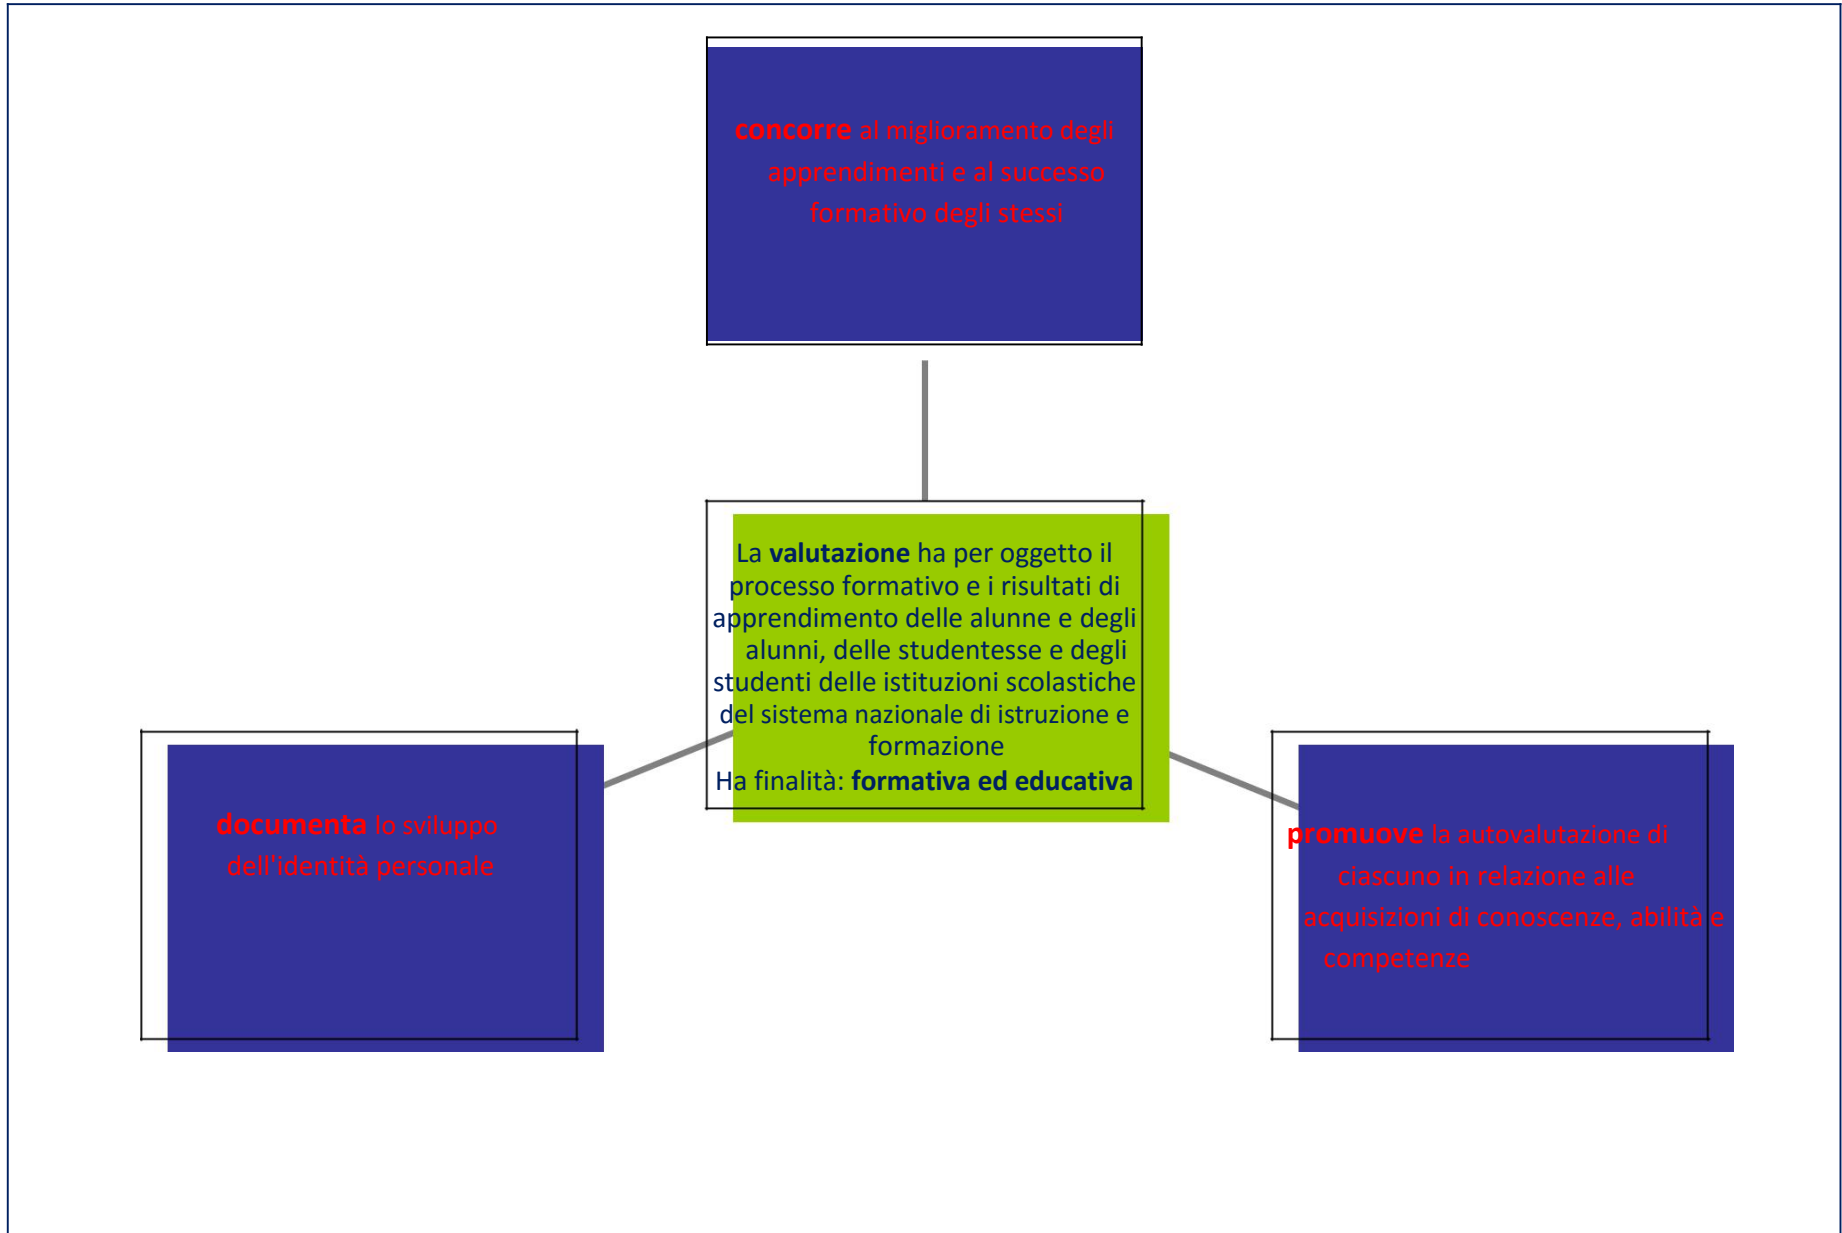 concorre al miglioramento degli
apprendimenti e al successo
formativo degli stessi
La valutazione ha per oggetto il
processo formativo e i risultati di
apprendimento delle alunne e degli
alunni, delle studentesse e degli
studenti delle istituzioni scolastiche
del sistema nazionale di istruzione e
formazione
Ha finalità: formativa ed educativa
documenta lo sviluppo
dell'identità personale
promuove la autovalutazione di
ciascuno in relazione alle
acquisizioni di conoscenze, abilità e
competenze